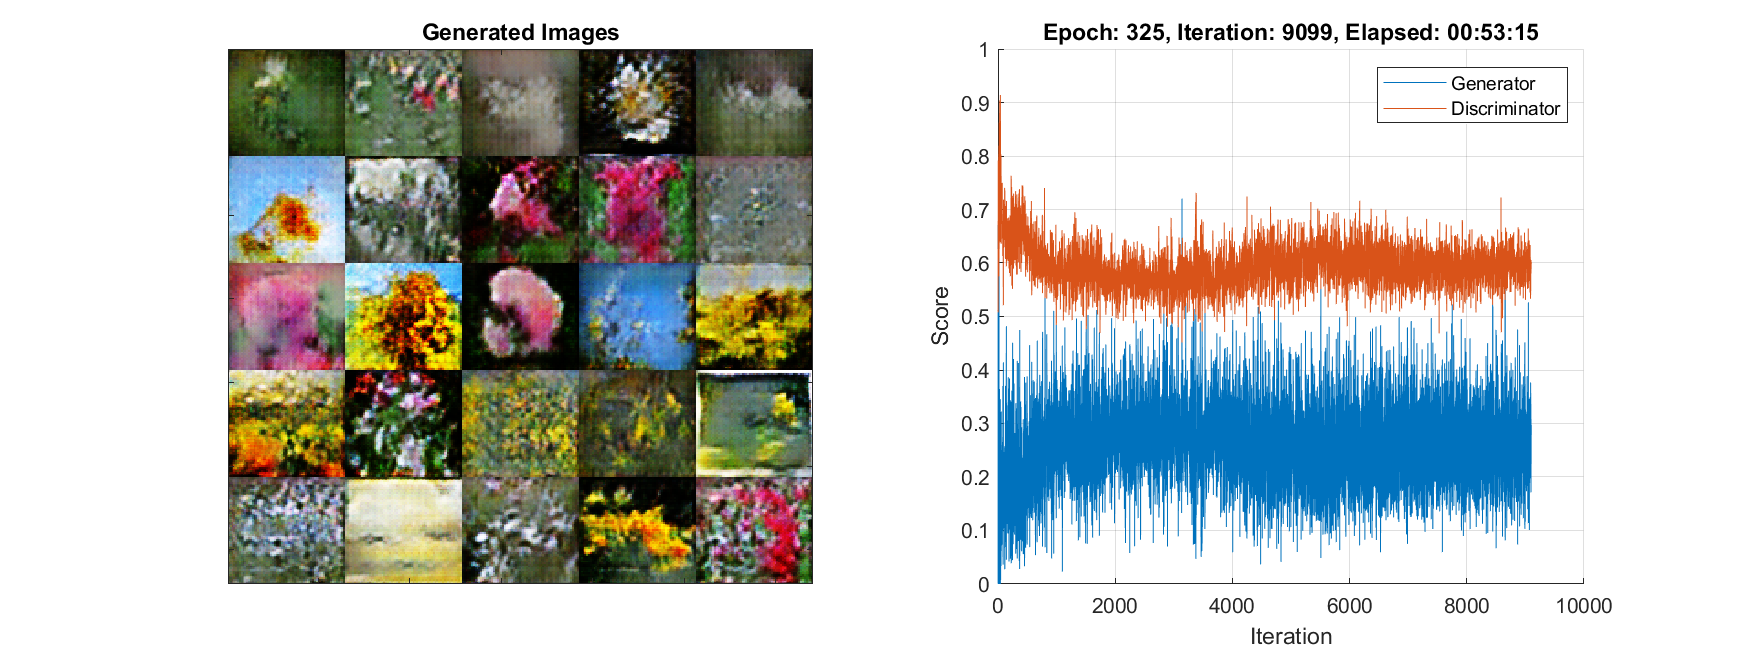 Generated Images
Epoch: 325, Iteration: 9099, Elapsed: 00:53:15
Generator
Discriminator
1
0.9
0.8
0.7
0.6
0.5
0.4
0.3
0.2
0.1
0
Score
0 2000 4000 6000 8000 10000
Iteration